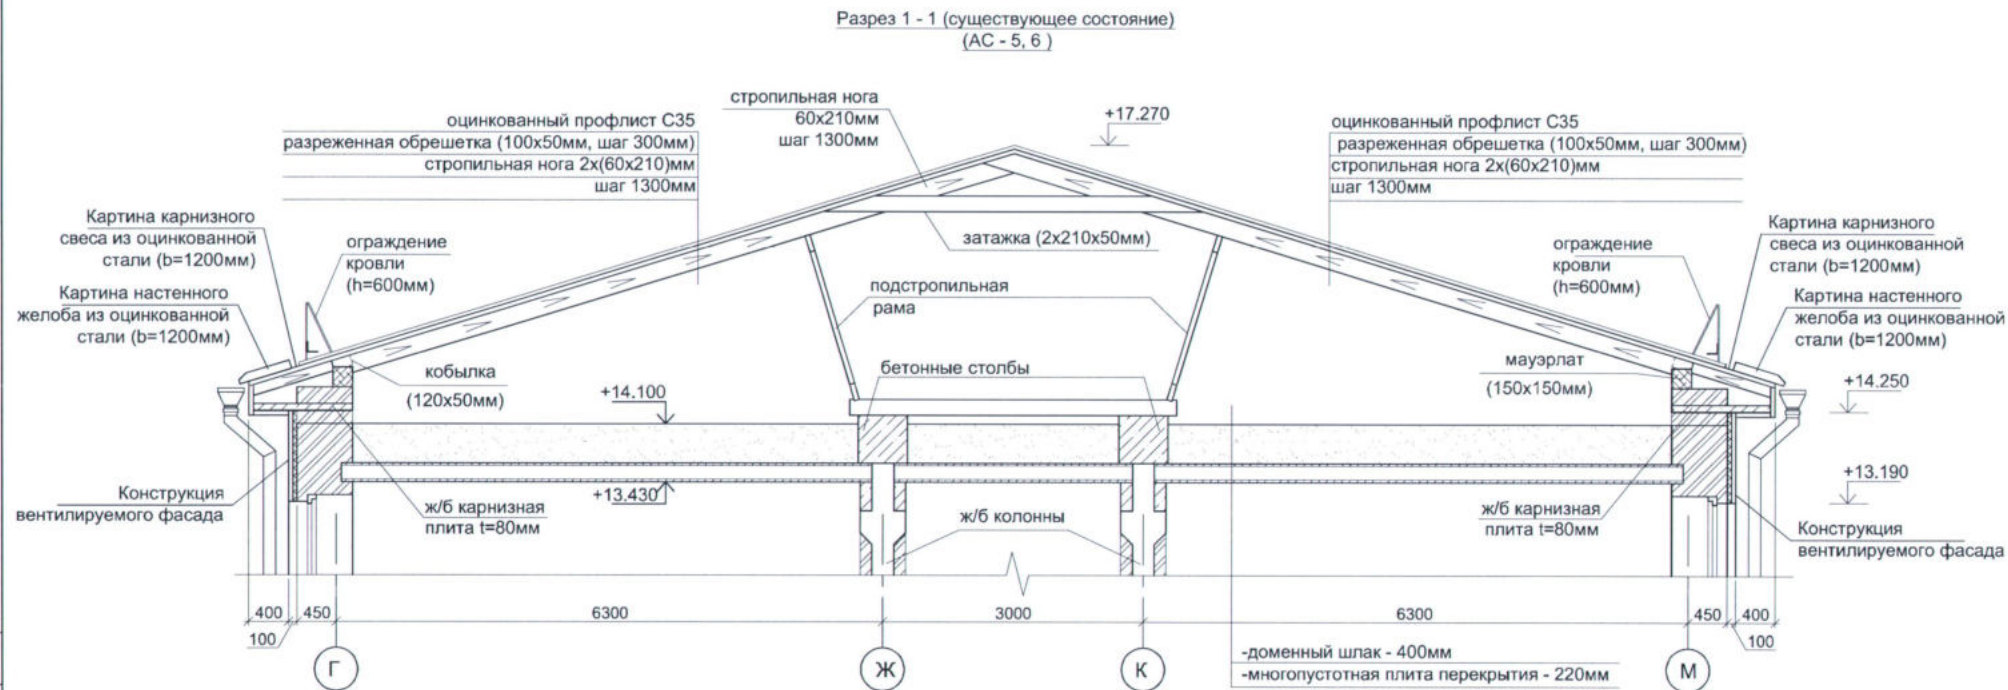 Разрез 1 - 1 (существующее состояние)
(АС - 5, 6 )
стропильная нога
60х210мм
шаг 1300мм
+17.270
оцинкованный профлист С35
разреженная обрешетка (100х50мм, шаг 300мм)
стропильная нога 2х(60х210)мм
шаг 1300мм
оцинкованный профлист С35
разреженная обрешетка (100х50мм, шаг 300мм)
стропильная нога 2х(60х210)мм
шаг 1300мм
Картина карнизного
свеса из оцинкованной
стали (b=1200мм)
ограждение
кровли
(h=600мм)
Картина настенного
желоба из оцинкованной
стали (b=1200мм)
затажка (2х210х50мм)
подстропильная
рама
ограждение
кровли
(h=600мм)
Картина карнизного
свеса из оцинкованной
стали (b=1200мм)
Картина настенного
желоба из оцинкованной
стали (b=1200мм)
кобылка
(120х50мм)
+14.100
бетонные столбы
мауэрлат
(150х150мм)
+14.250
Конструкция
вентилируемого фасада
ж/б карнизная
плита t=80мм
+13.430
ж/б колонны
ж/б карнизная
плита t=80мм
+13.190
Конструкция
вентилируемого фасада
400
450
6300
3000
6300
450
400
100
100
-доменный шлак - 400мм
-многопустотная плита перекрытия - 220мм
Г
Ж
К
М